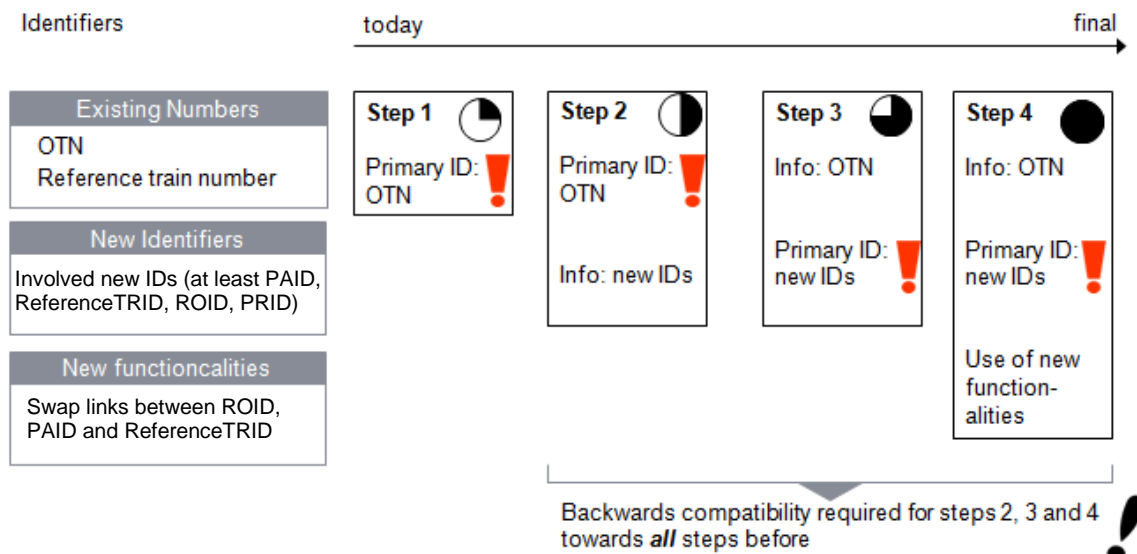 Identifiers
today
final
Existing Numbers
OTN
Reference train number
New Identifiers
Involved new IDs (at least PAID,
ReferenceTRID, ROID, PRID)
New functioncalities
Swap links between ROID,
PAID and ReferenceTRID
Step 1
Primary ID:
OTN
Step 2
Primary ID:
OTN
Info: new IDs
Step 3
Info: OTN
Primary ID:
new IDs
Step 4
Info: OTN
Primary ID:
new IDs
Use of new
function-
alities
Backwards compatibility required for steps 2, 3 and 4
towards all steps before